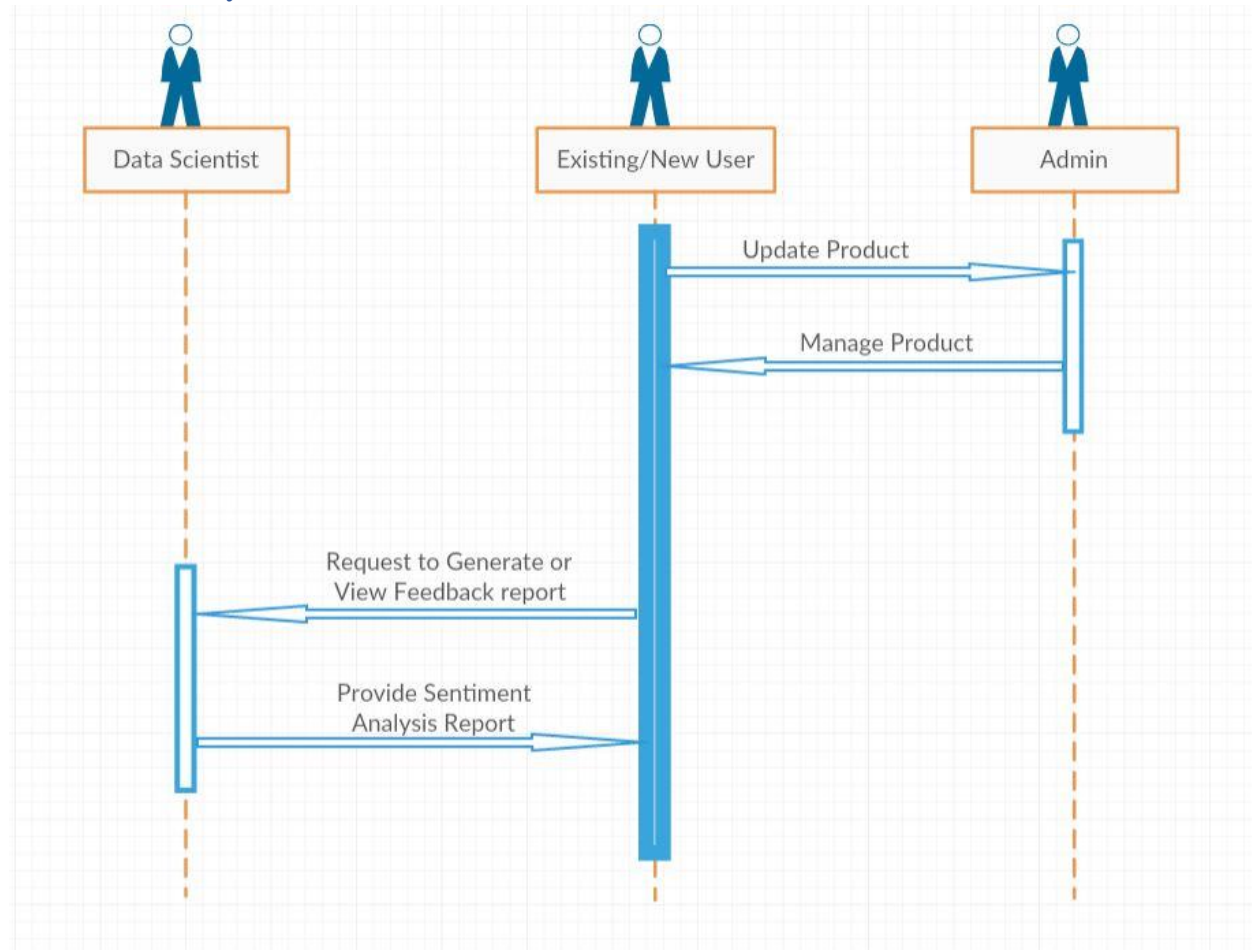 Data Scientist
Existing/New User
Admin
Update Product
Manage Product
Request to Generate or
View Feedback report
Provide Sentiment
Analysis Report